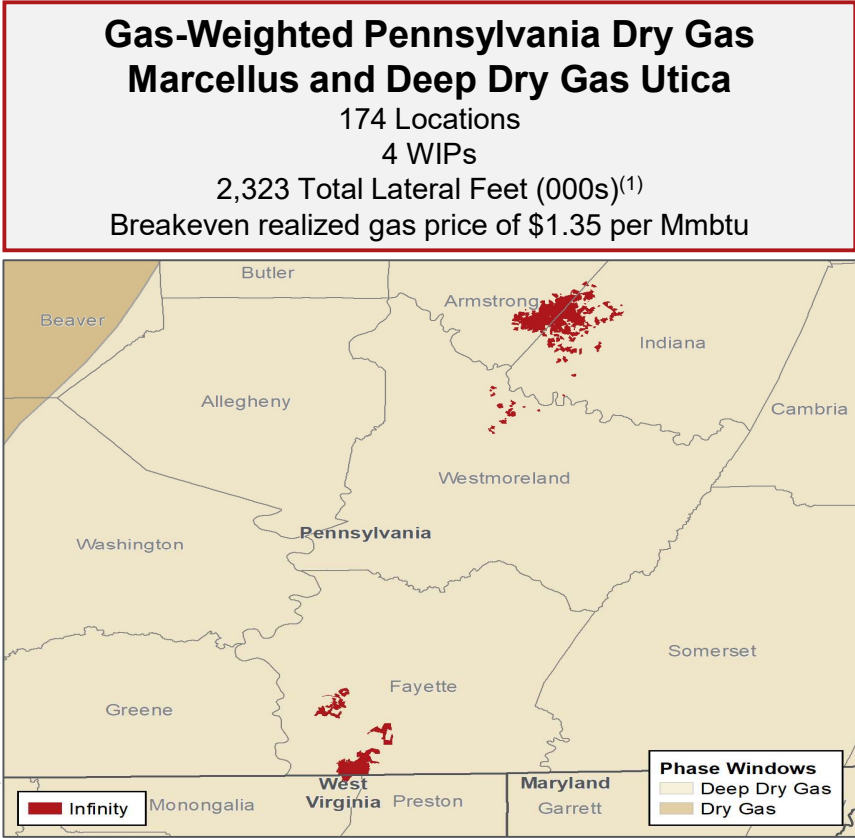 Gas-Weighted Pennsylvania Dry Gas
Marcellus and Deep Dry Gas Utica
174 Locations
4 WIPs
2,323 Total Lateral Feet (000s)(1)
Breakeven realized gas price of $1.35 per Mmbtu
Butler
Armstrong
Beaver
Indiana
Allegheny
Cambria
Westmoreland
Pennsylvania
Washington
Somerset
Fayette
Greene
West
Virginia
Maryland
Monongalia
Preston
Garrett
Infinity
Phase Windows
Deep Dry Gas
Dry Gas